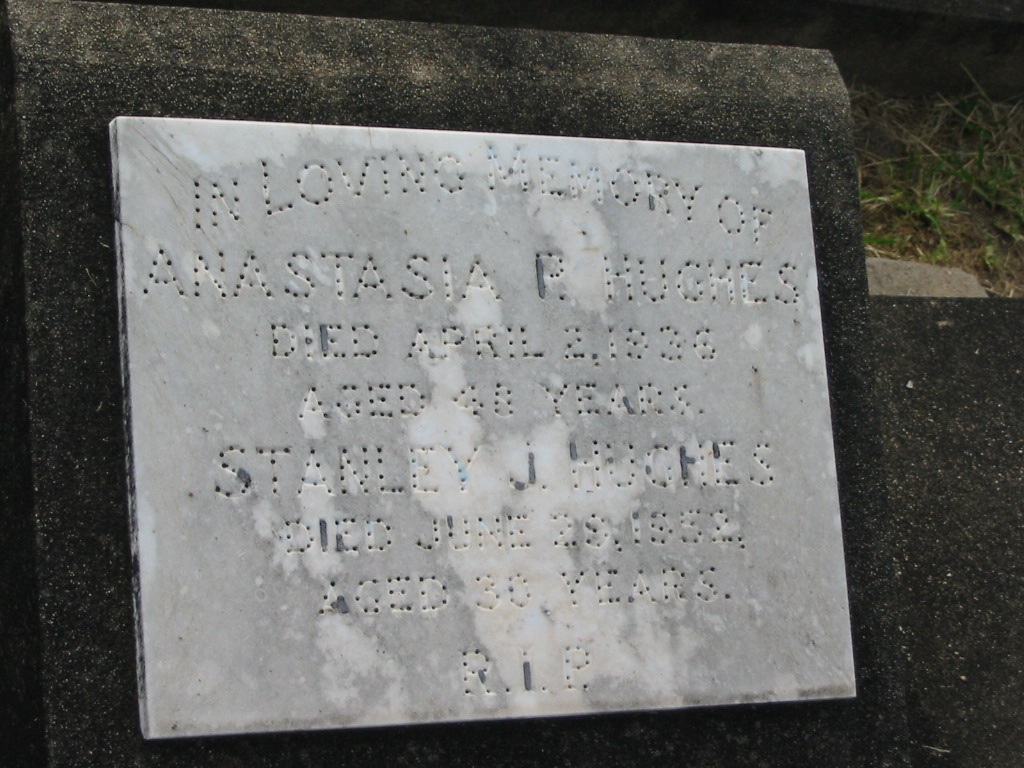 IN LOVING MEMORY OF
ANASTASIA P. HUGHES
DIED APRIL 2, 1936
AGED 48 YEARS.
STANLEY J. HUGHES
DIED JUNE 29, 1952,
AGED 30 YEARS.
R.I.P.